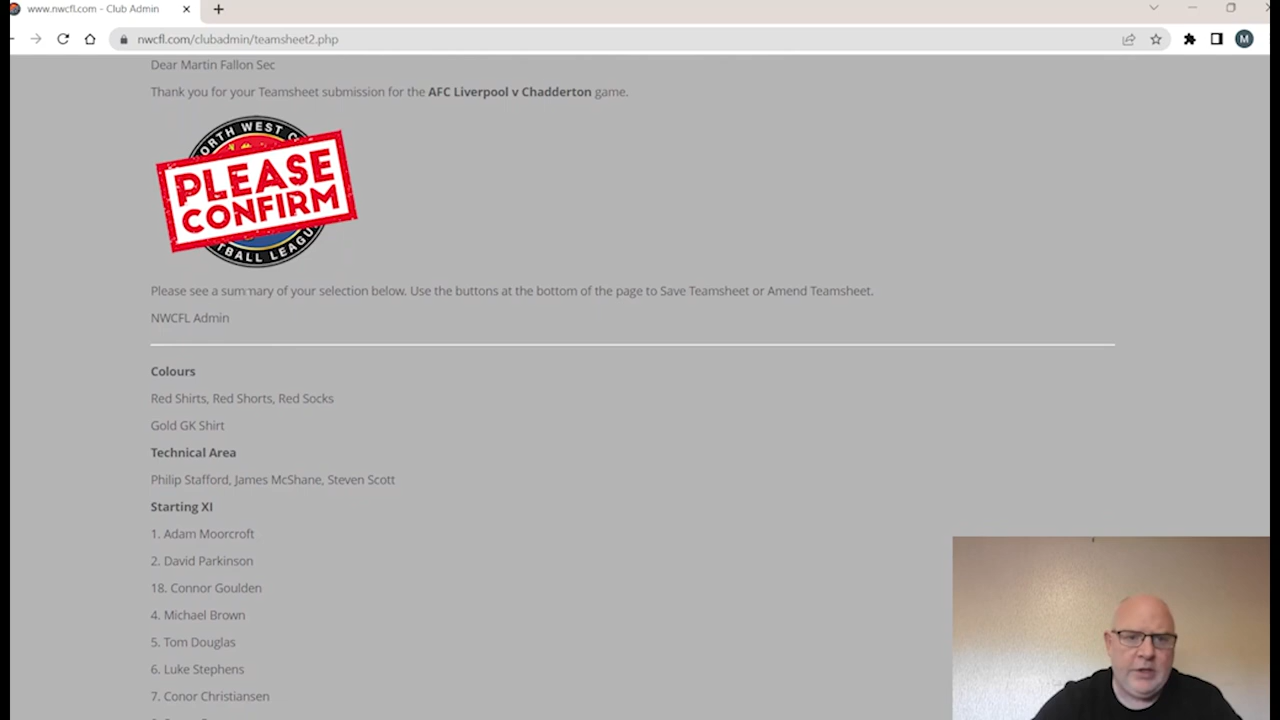 www.nwcfl.com - Club Admin
nwcfl.com/clubadmin/teamsheet2.php
M
Dear Martin Fallon Sec
Thank you for your Teamsheet submission for the AFC Liverpool v Chadderton game.
NORTH WEST C
PLEASE
CONFIRM
TBALL LEAGU
Please see a summary of your selection below. Use the buttons at the bottom of the page to Save Teamsheet or Amend Teamsheet.
NWCFL Admin
Colours
Red Shirts, Red Shorts, Red Socks
Gold GK Shirt
Technical Area
Philip Stafford, James McShane, Steven Scott
Starting XI
1. Adam Moorcroft
2. David Parkinson
18. Connor Goulden
4. Michael Brown
5. Tom Douglas
6. Luke Stephens
7. Conor Christiansen